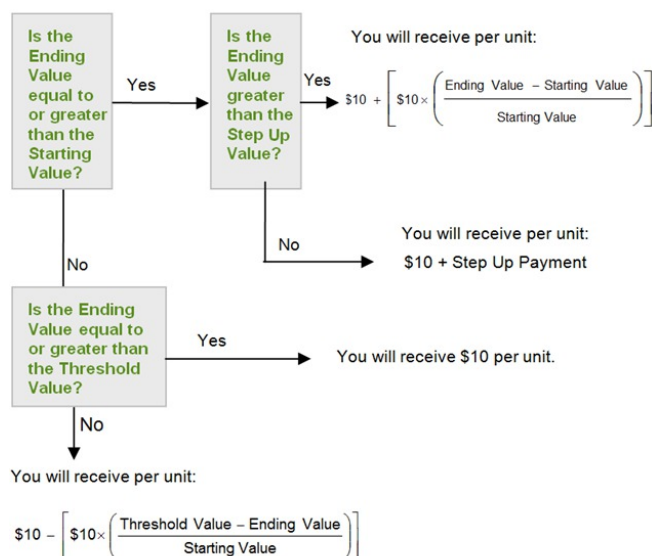 Is the
Ending
Value
equal to
or greater
than the
Starting
Value?
Yes
Is the
Ending
Value
greater
than the
Step Up
Value?
Yes
You will receive per unit:
$10 + [ $10× ( Ending Value – Starting Value
Starting Value ) ]
No
You will receive per unit:
$10 + Step Up Payment
No
Is the Ending
Value equal to
or greater than
the Threshold
Value?
Yes
You will receive $10 per unit.
No
You will receive per unit:
$10 – [ $10× ( Threshold Value – Ending Value
Starting Value ) ]